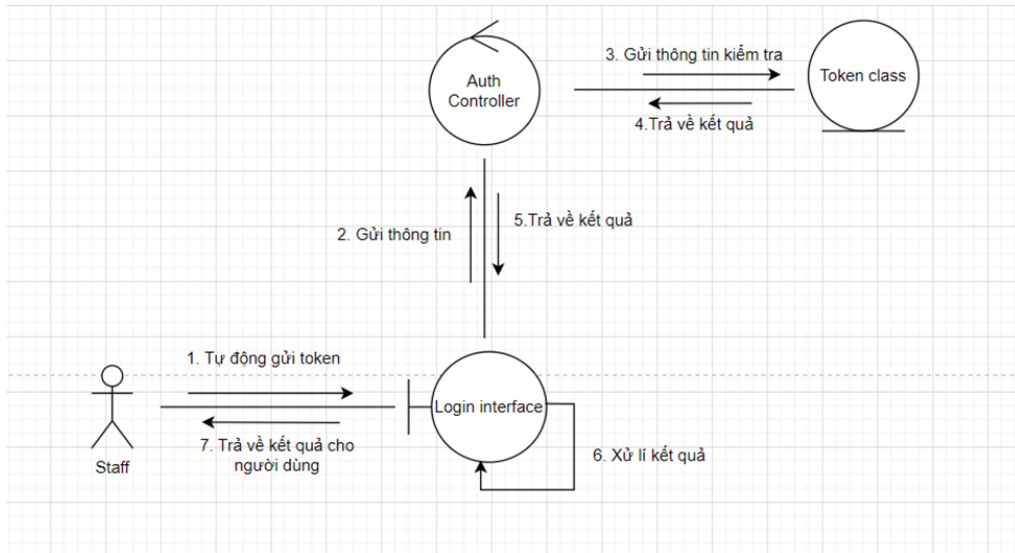 Auth
Controller
3. Gửi thông tin kiểm tra
Token class
4.Trả về kết quả
2. Gửi thông tin
5.Trả về kết quả
1. Tự động gửi token
Login interface
7. Trả về kết quả cho
người dùng
6. Xử lí kết quả
Staff